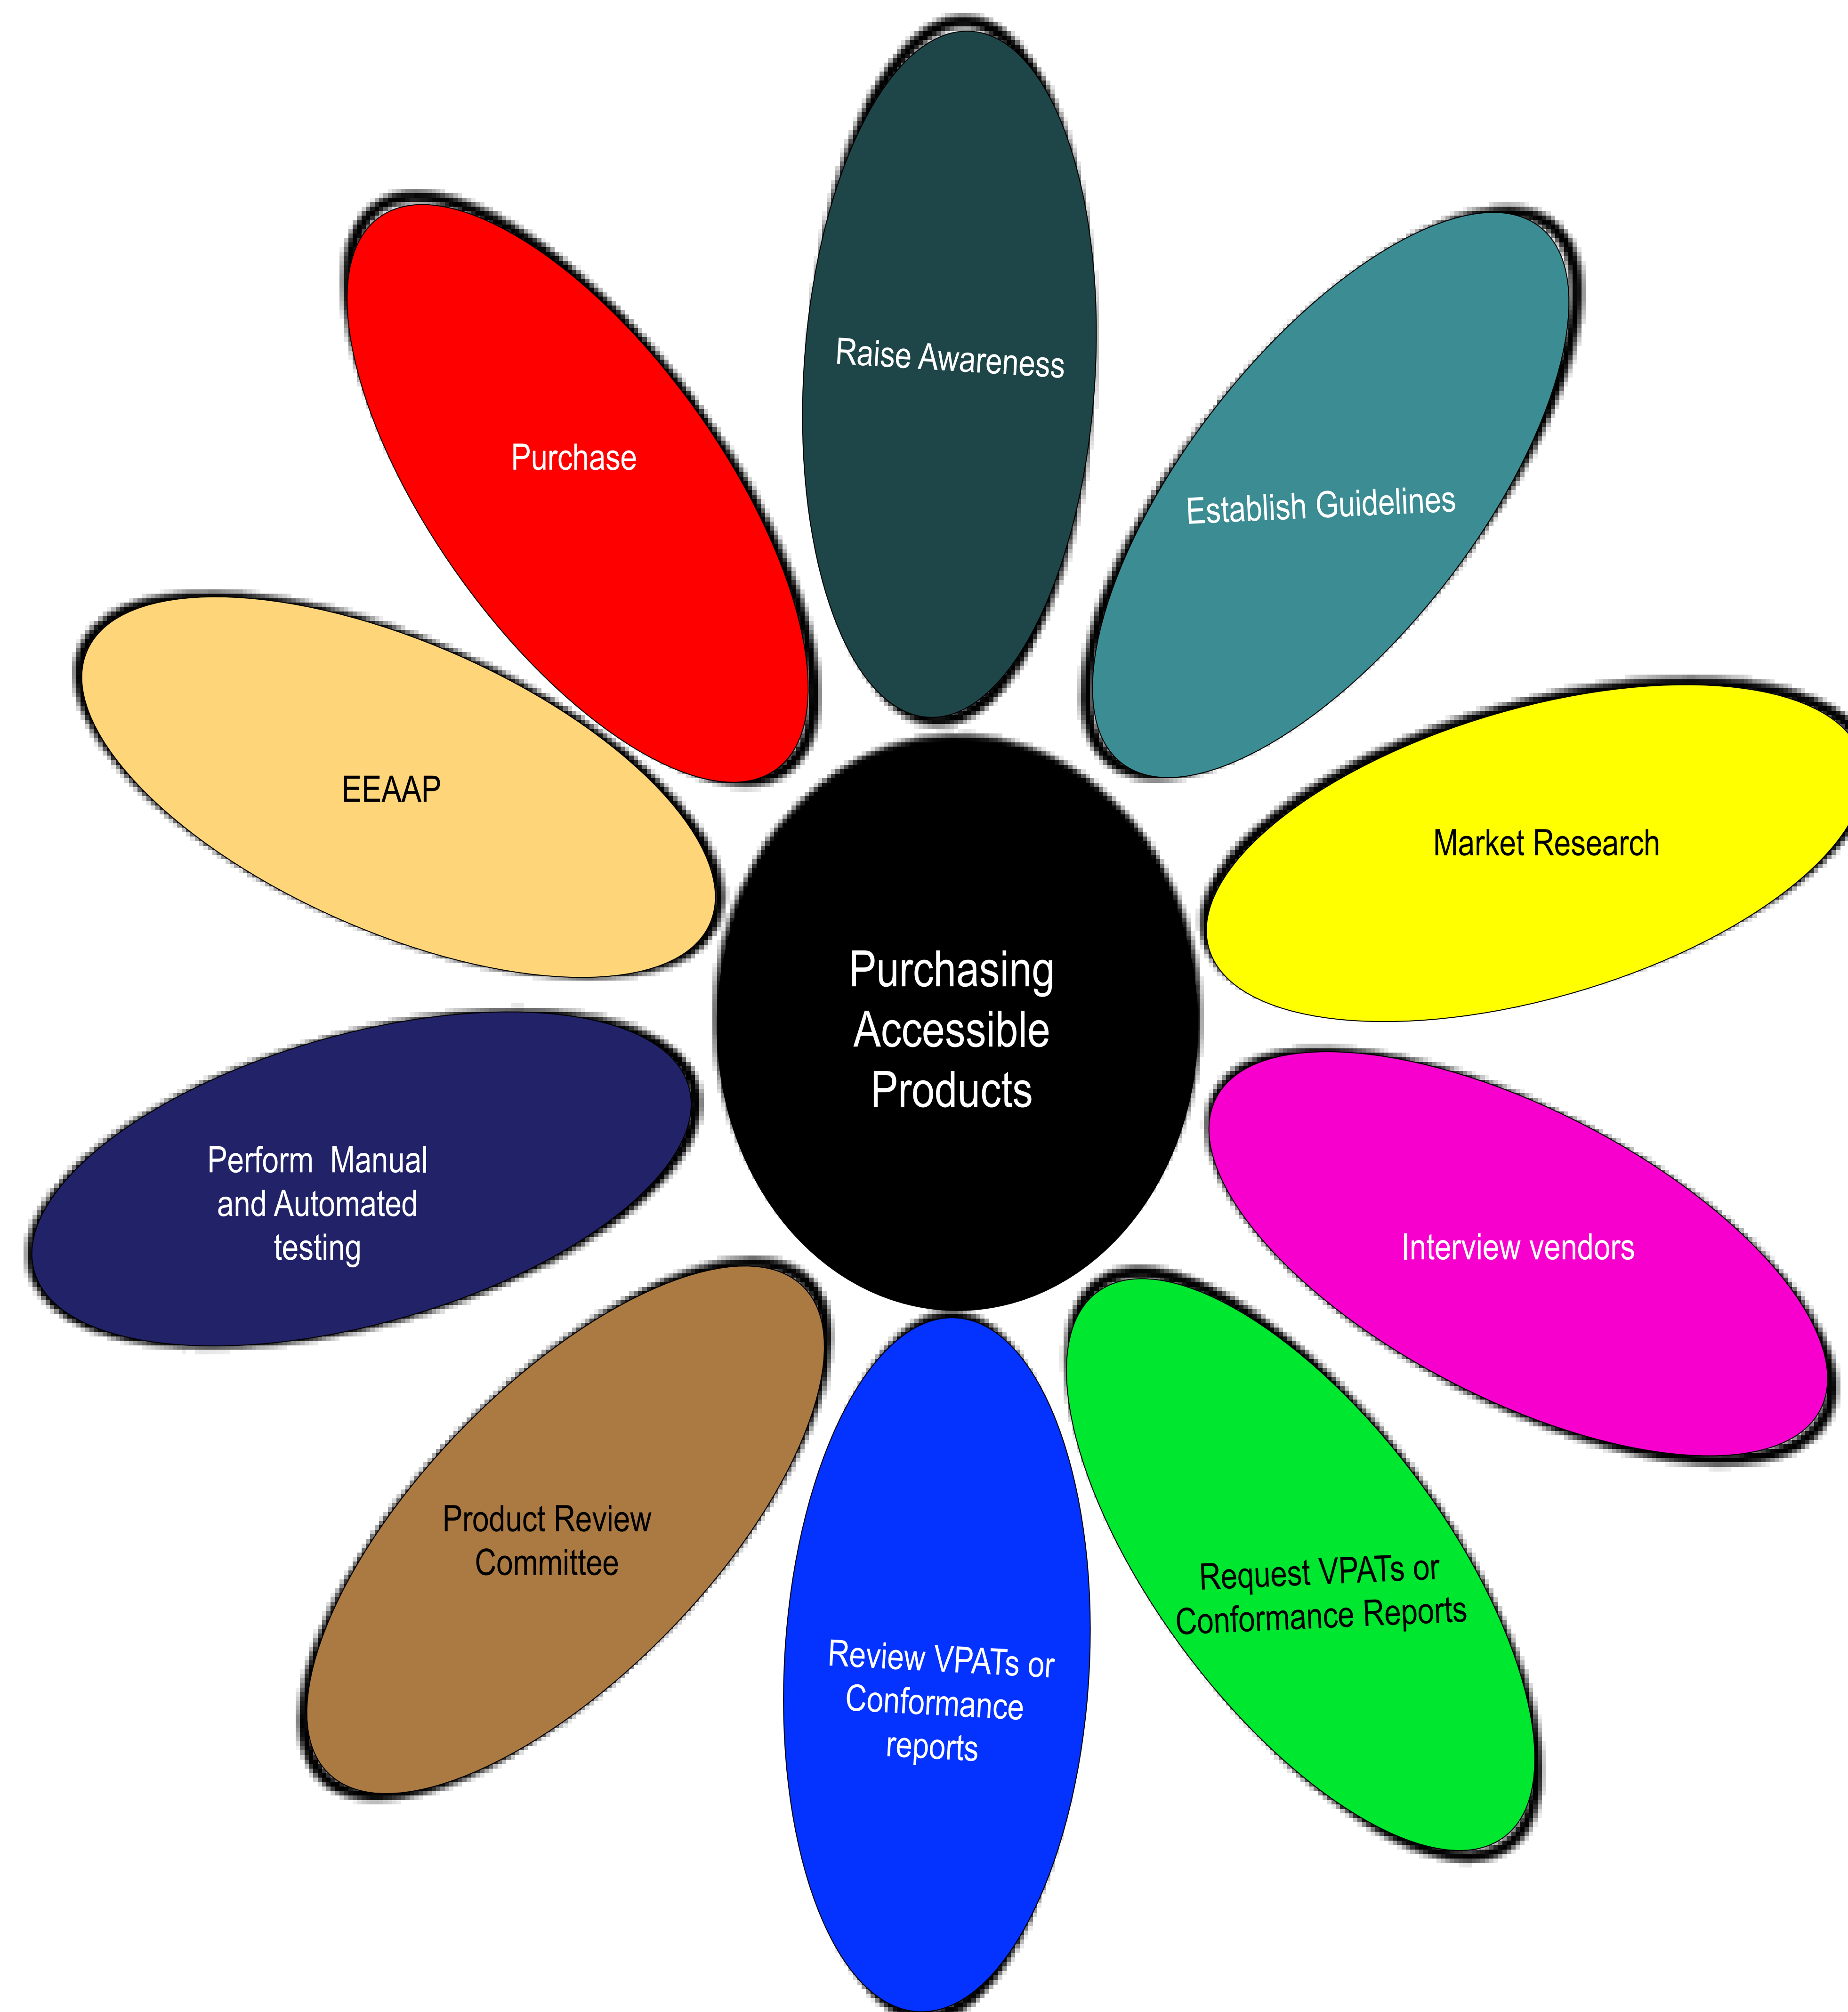 Raise Awareness
Establish Guidelines
Market Research
Interview vendors
Request VPATs or
Conformance Reports
Review VPATs or
Conformance
reports
Product Review
Committee
Perform  Manual
and Automated
testing
EEAAP
Purchase
Purchasing
Accessible
Products